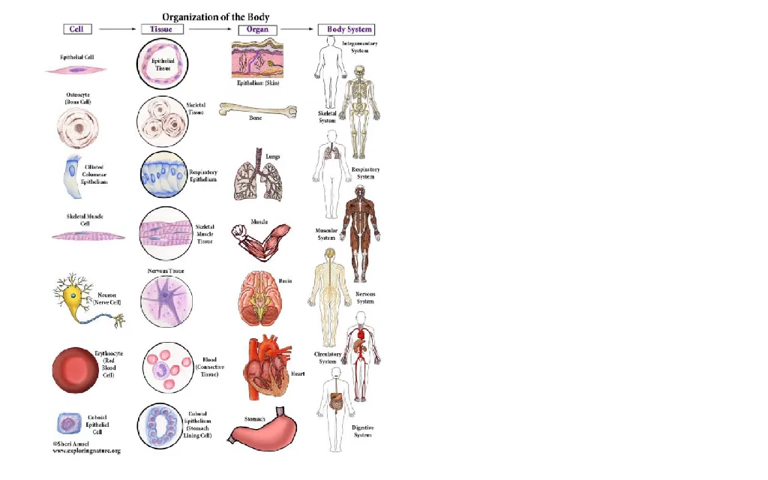 Organization of the Body
Cell
Tissue
Organ
Body System
Epithelial Cell
Epithelial
Tissue
Epithelium (Skin)
Integumentary
System
Osteocyte
(Bone Cell)
Skeletal
Tissue
Bone
Skeletal
System
Ciliated
Columnar
Epithelium
Respiratory
Epithelium
Lungs
Respiratory
System
Skeletal Muscle
Cell
Skeletal
Muscle
Tissue
Muscle
Muscular
System
Neuron
(Nerve Cell)
Nervous Tissue
Brain
Nervous
System
Erythrocyte
(Red
Blood
Cell)
Blood
(Connective
Tissue)
Heart
Circulatory
System
Cuboid
Epithelial
Cell
Cuboid
Epithelium
(Stomach
Lining Cell)
Stomach
Digestive
System
©Sheri Amsel
www.exploringnature.org